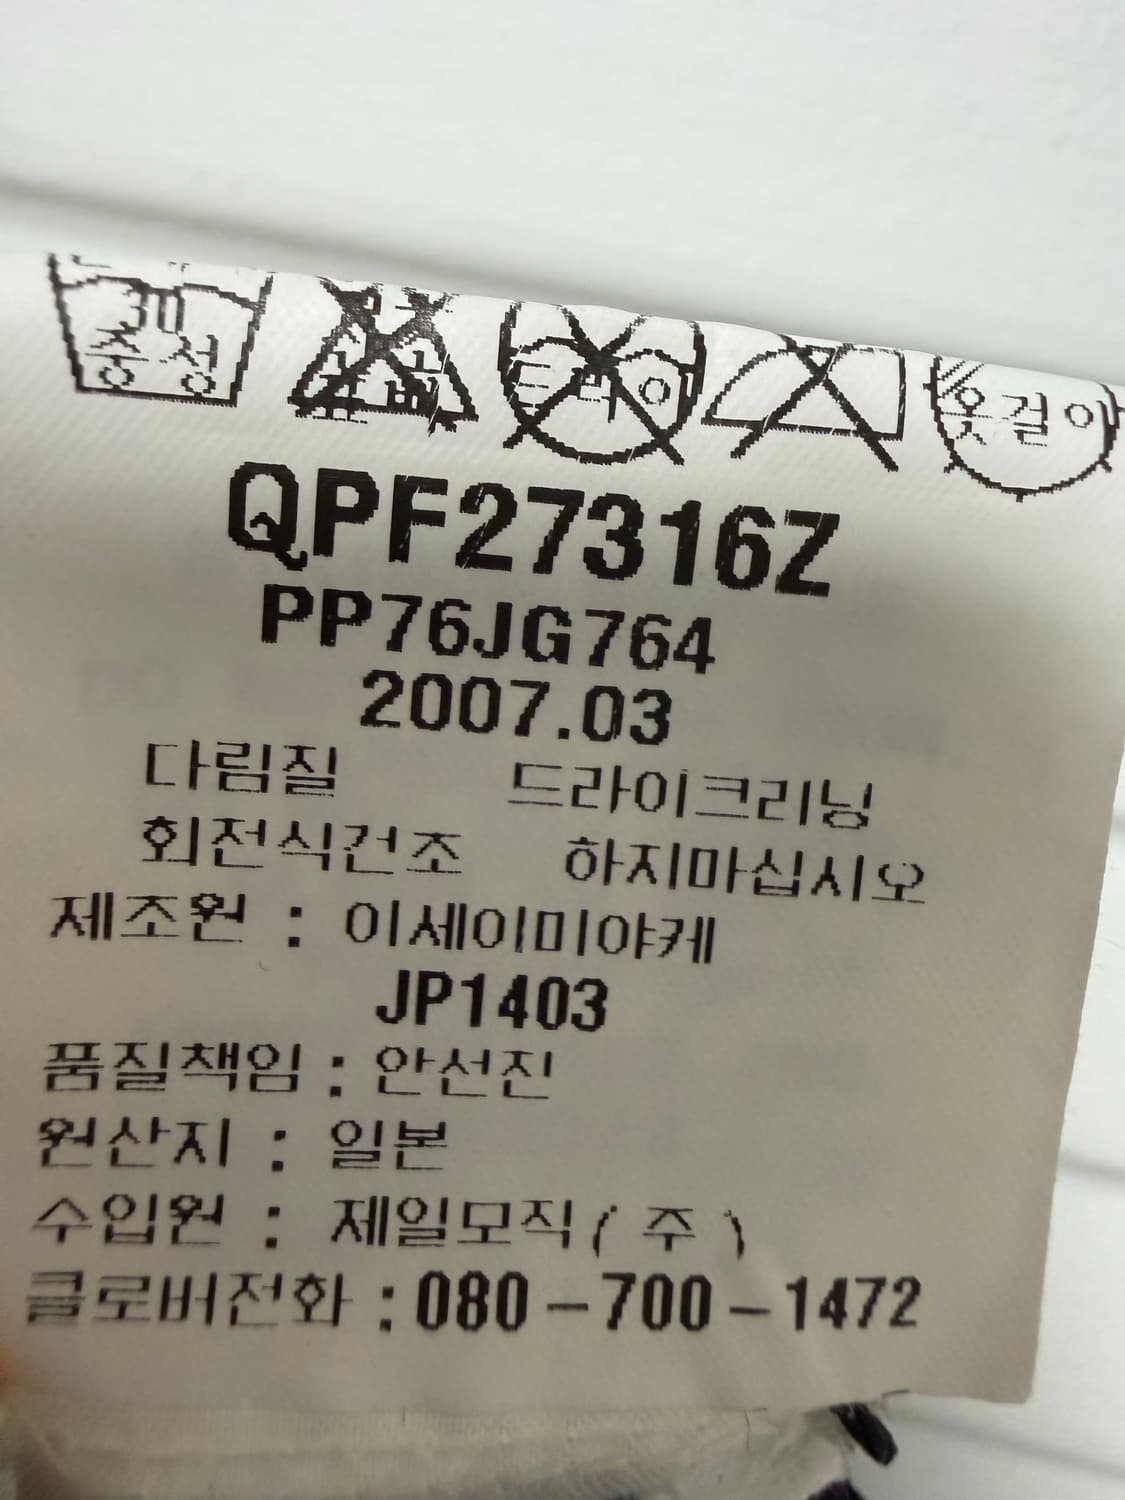 30
중성
드라이
옷걸이
QPF27316Z
PP76JG764
2007.03
다림질 드라이크리닝
회전식건조 하지마십시오
제조원 : 이세이미야케
JP1403
품질책임 : 안선진
원산지 : 일본
수입원 : 제일모직(주)
클로버전화 : 080-700-1472